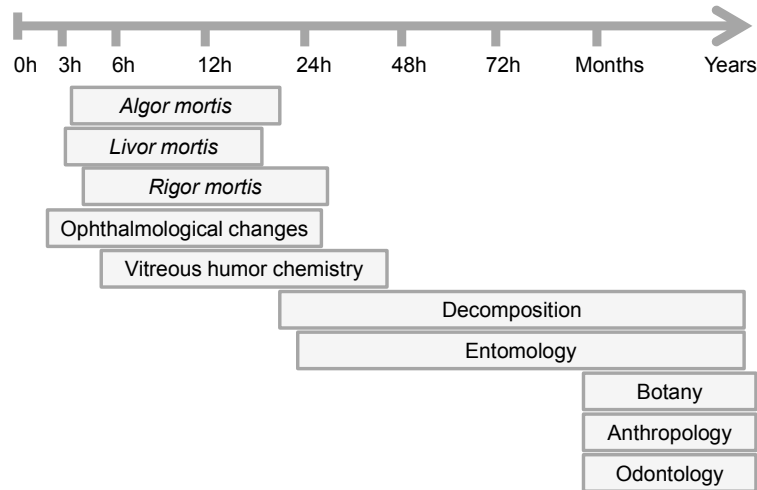 0h 3h 6h 12h 24h 48h 72h Months Years
Algor mortis
Livor mortis
Rigor mortis
Ophthalmological changes
Vitreous humor chemistry
Decomposition
Entomology
Botany
Anthropology
Odontology